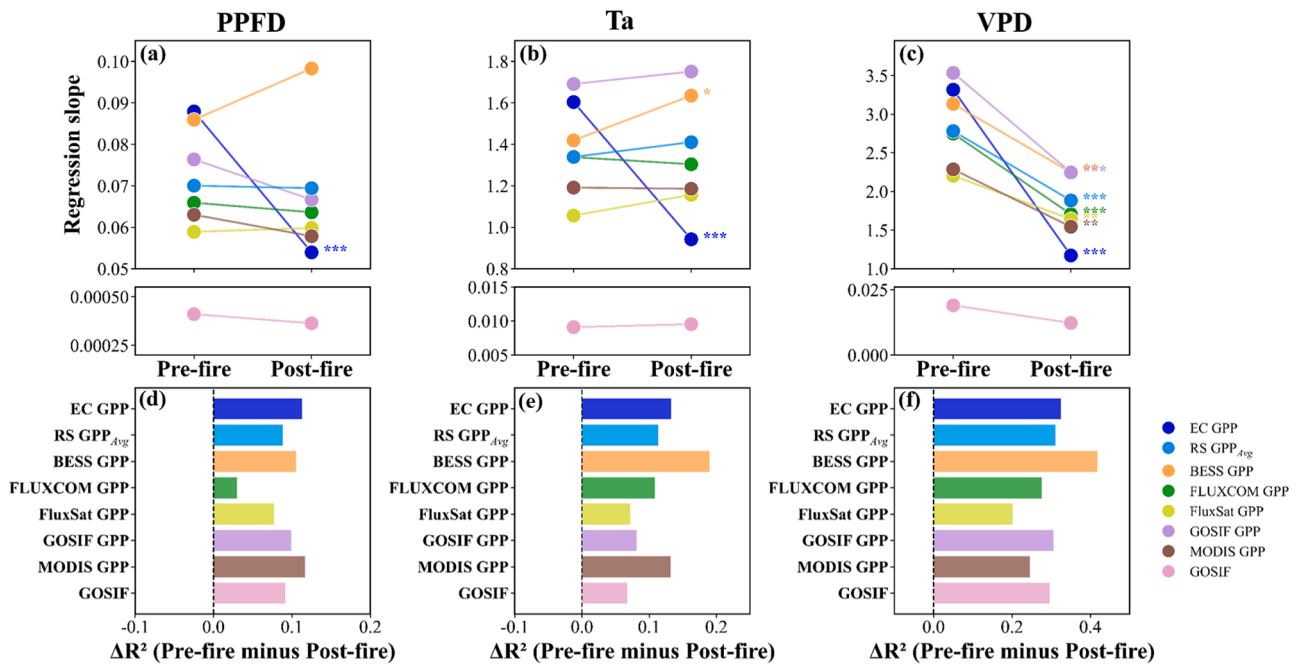 PPFD
Ta
VPD
Regression slope
(a)
0.10
0.09
0.08
0.07
0.06
0.05
***
(b)
1.8
1.6
1.4
1.2
1.0
0.8
*
***
(c)
3.5
3.0
2.5
2.0
1.5
1.0
***
***
**
***
0.00050
0.00025
0.015
0.010
0.005
0.025
0.000
Pre-fire Post-fire
Pre-fire Post-fire
Pre-fire Post-fire
(d)
EC GPP
RS GPP Avg
BESS GPP
FLUXCOM GPP
FluxSat GPP
GOSIF GPP
MODIS GPP
GOSIF
-0.1 0.0 0.1 0.2
ΔR² (Pre-fire minus Post-fire)
(e)
EC GPP
RS GPP Avg
BESS GPP
FLUXCOM GPP
FluxSat GPP
GOSIF GPP
MODIS GPP
GOSIF
-0.1 0.0 0.1 0.2
ΔR² (Pre-fire minus Post-fire)
(f)
EC GPP
RS GPP Avg
BESS GPP
FLUXCOM GPP
FluxSat GPP
GOSIF GPP
MODIS GPP
GOSIF
0.0 0.2 0.4
ΔR² (Pre-fire minus Post-fire)
EC GPP
RS GPP Avg
BESS GPP
FLUXCOM GPP
FluxSat GPP
GOSIF GPP
MODIS GPP
GOSIF